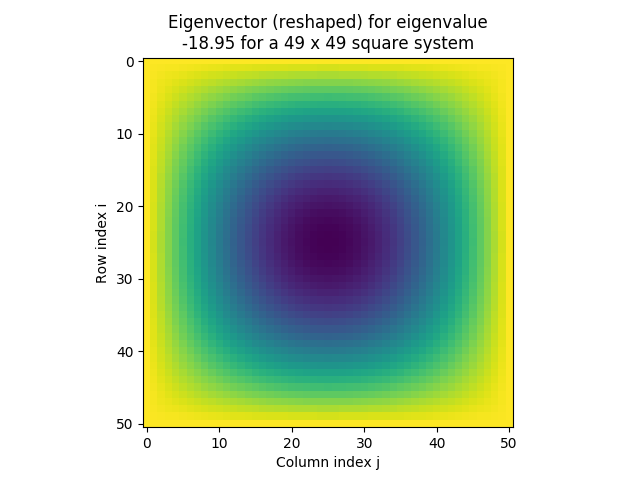 Eigenvector (reshaped) for eigenvalue
-18.95 for a 49 x 49 square system
0
10
20
30
40
50
Row index i
0 10 20 30 40 50
Column index j